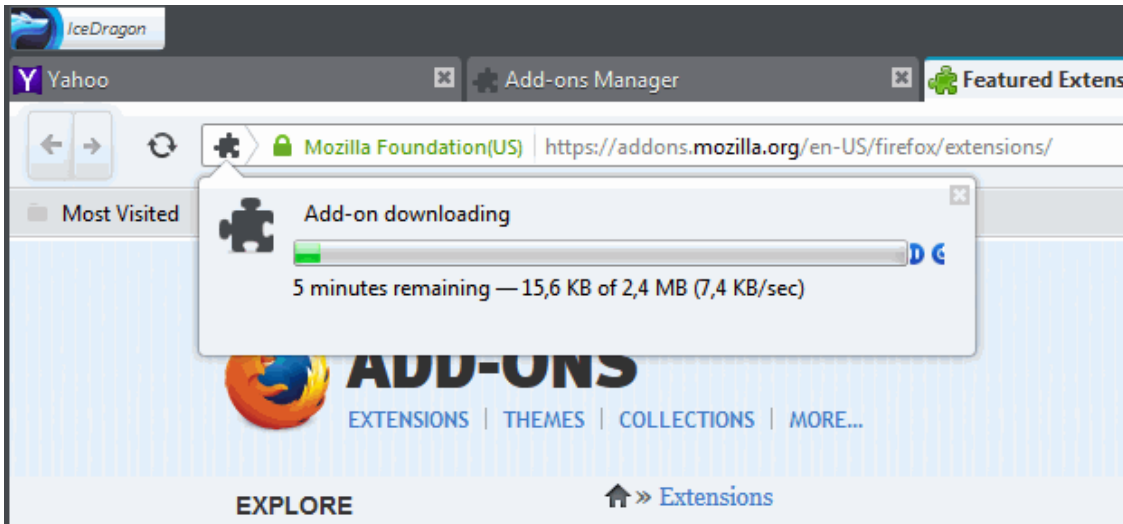 IceDragon
Yahoo
Add-ons Manager
Featured Extens
Mozilla Foundation(US)
https://addons.mozilla.org/en-US/firefox/extensions/
Most Visited
Add-on downloading
5 minutes remaining — 15,6 KB of 2,4 MB (7,4 KB/sec)
ADD-ONS
EXTENSIONS | THEMES | COLLECTIONS | MORE...
EXPLORE
» Extensions